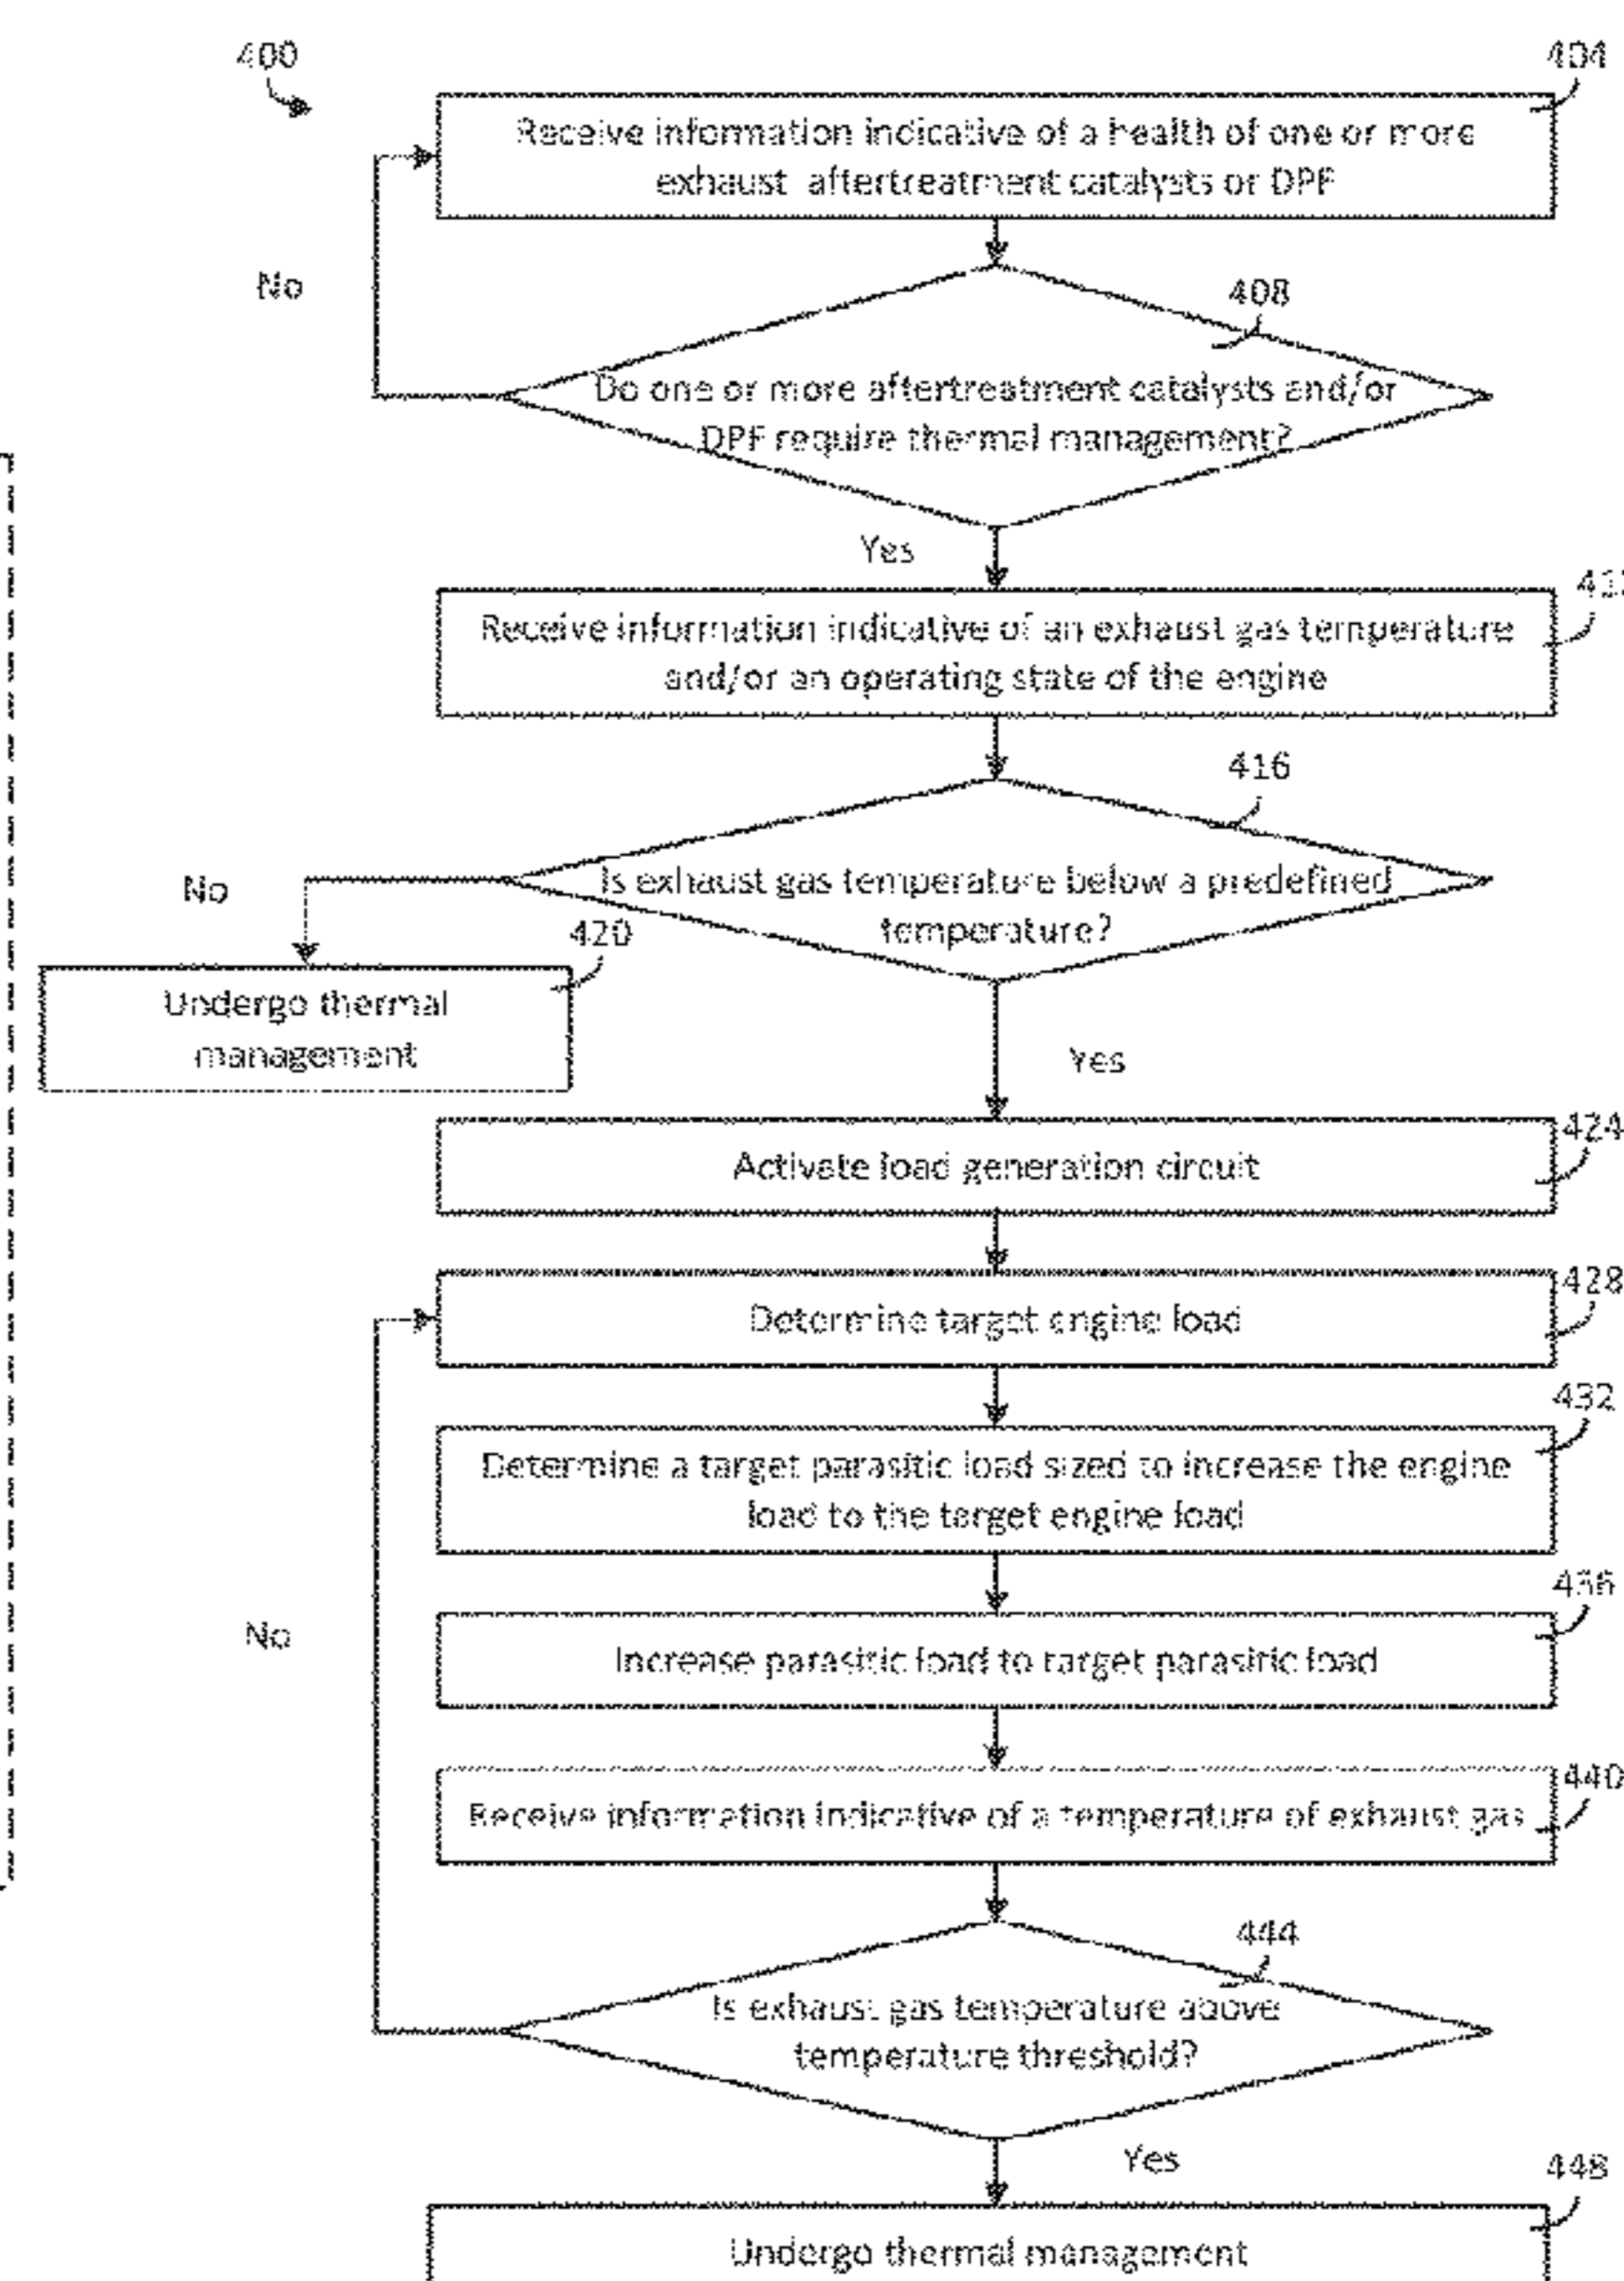 400
404
Receive information indicative of a health of one or more
exhaust aftertreatment catalysts or DPF
No
408
Do one or more aftertreatment catalysts and/or
DPF require thermal management?
Yes
Receive information indicative of an exhaust gas temperature
and/or an operating state of the engine
416
No
Is exhaust gas temperature below a predefined
temperature?
420
Undergo thermal
management
Yes
424
Activate load generation circuit
428
Determine target engine load
432
Determine a target parasitic load sized to increase the engine
load to the target engine load
436
No
Increase parasitic load to target parasitic load
440
Receive information indicative of a temperature of exhaust gas
444
Is exhaust gas temperature above
temperature threshold?
Yes
448
Undergo thermal management